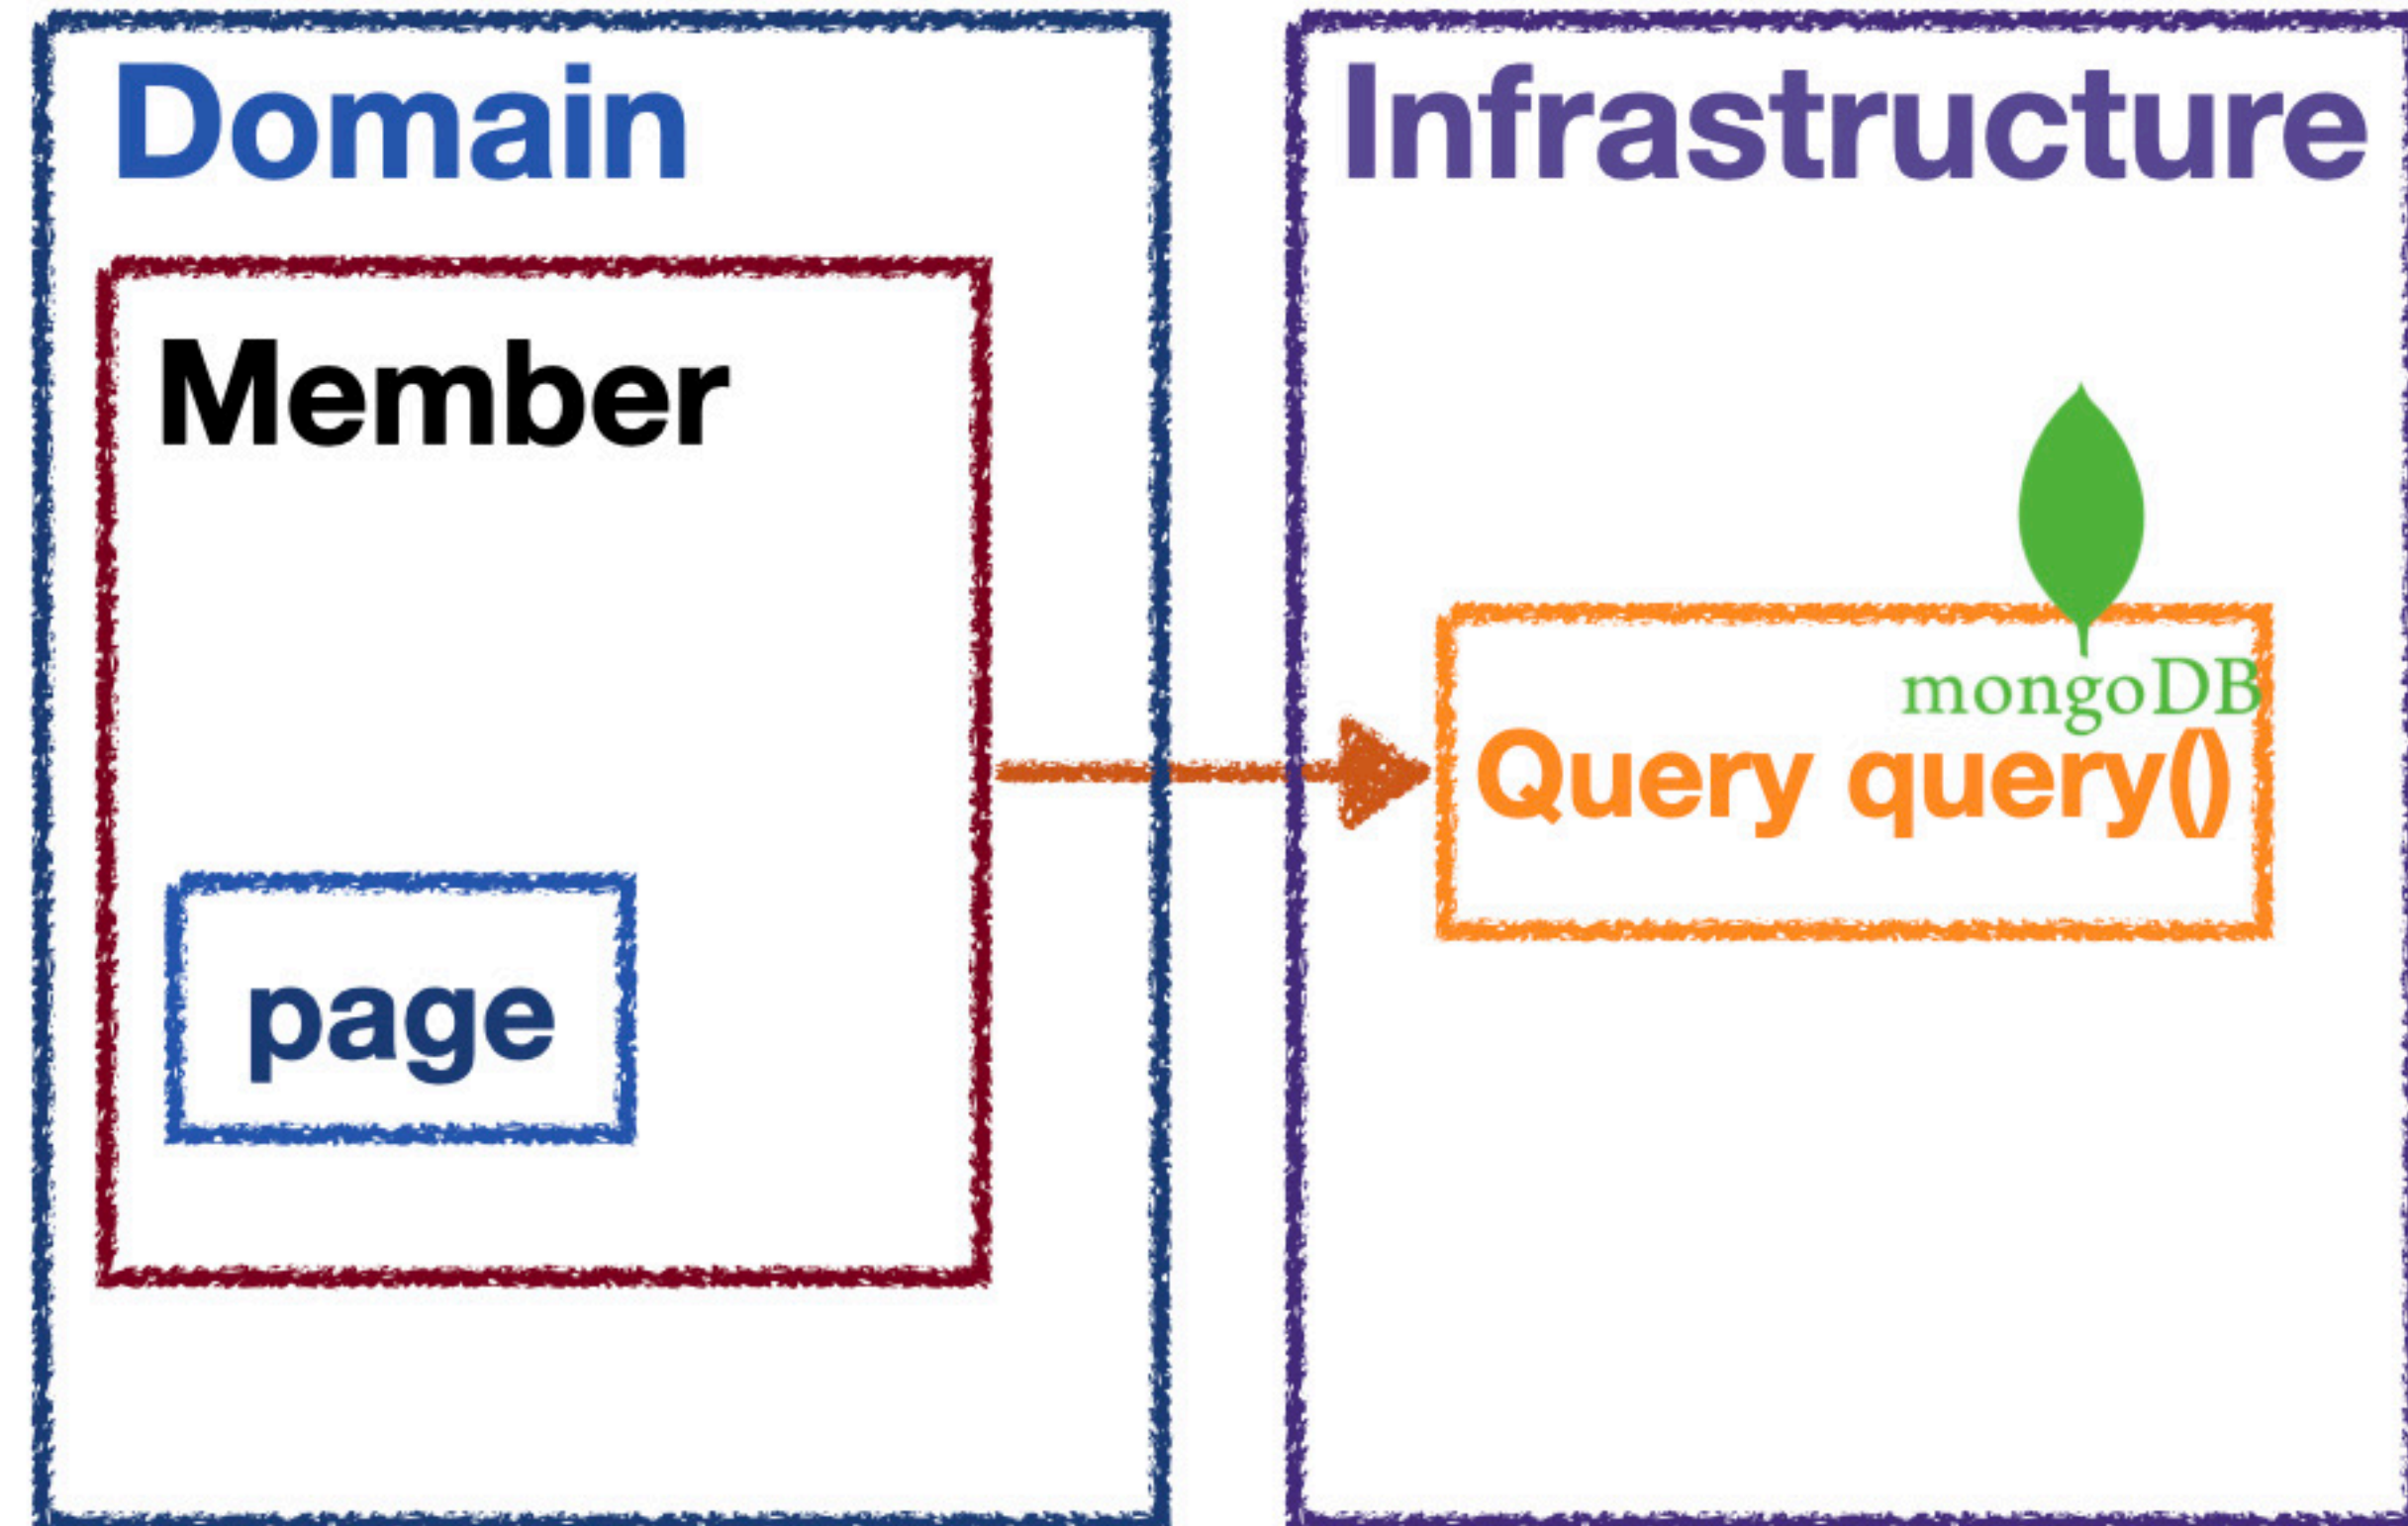 Domain
Infrastructure
Member
mongoDB
Query query()
page